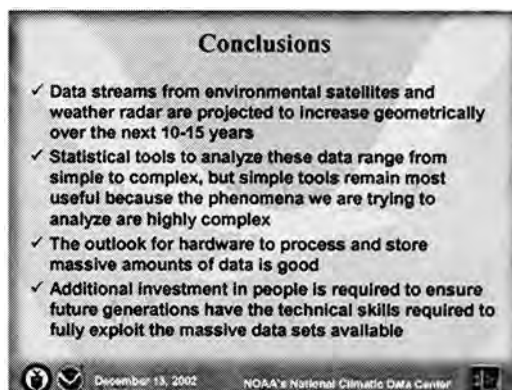 Conclusions
✓ Data streams from environmental satellites and
weather radar are projected to increase geometrically
over the next 10-15 years
✓ Statistical tools to analyze these data range from
simple to complex, but simple tools remain most
useful because the phenomena we are trying to
analyze are highly complex
✓ The outlook for hardware to process and store
massive amounts of data is good
✓ Additional investment in people is required to ensure
future generations have the technical skills required to
fully exploit the massive data sets available
December 13, 2002 NOAA's National Climatic Data Center